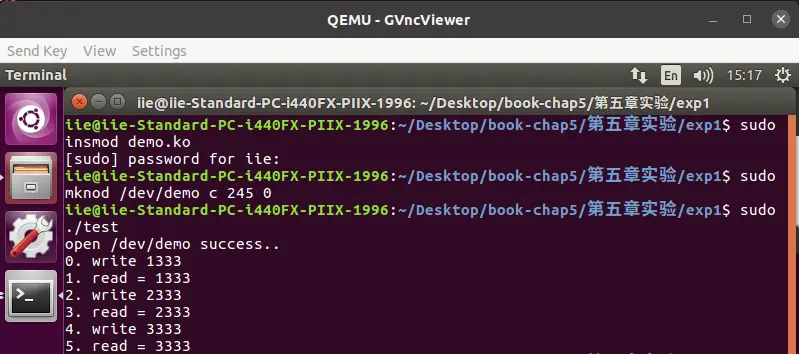 QEMU - GVncViewer
Send Key View Settings
Terminal En 15:17
iie@iie-Standard-PC-i440FX-PIIX-1996: ~/Desktop/book-chap5/第五章实验/exp1
iie@iie-Standard-PC-i440FX-PIIX-1996:~/Desktop/book-chap5/第五章实验/exp1$ sudo
insmod demo.ko
[sudo] password for iie:
iie@iie-Standard-PC-i440FX-PIIX-1996:~/Desktop/book-chap5/第五章实验/exp1$ sudo
mknod /dev/demo c 245 0
iie@iie-Standard-PC-i440FX-PIIX-1996:~/Desktop/book-chap5/第五章实验/exp1$ sudo
./test
open /dev/demo success..
0. write 1333
1. read = 1333
2. write 2333
3. read = 2333
4. write 3333
5. read = 3333